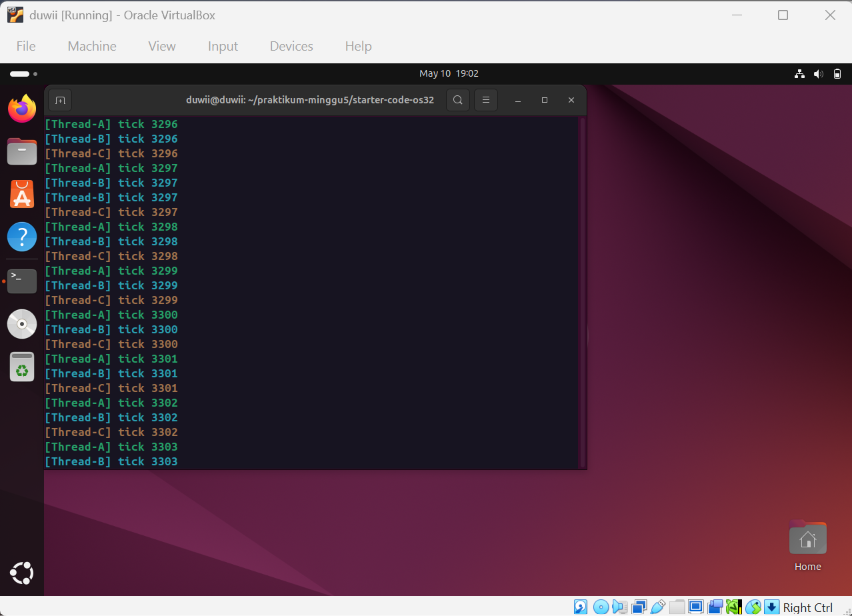 duwii [Running] - Oracle VirtualBox
File Machine View Input Devices Help
May 10 19:02
duwii@duwii: ~/praktikum-minggu5/starter-code-os32
[Thread-A] tick 3296
[Thread-B] tick 3296
[Thread-C] tick 3296
[Thread-A] tick 3297
[Thread-B] tick 3297
[Thread-B] tick 3297
[Thread-C] tick 3297
[Thread-A] tick 3298
[Thread-B] tick 3298
[Thread-C] tick 3298
[Thread-A] tick 3299
[Thread-B] tick 3299
[Thread-C] tick 3299
[Thread-A] tick 3300
[Thread-B] tick 3300
[Thread-C] tick 3300
[Thread-A] tick 3301
[Thread-B] tick 3301
[Thread-C] tick 3301
[Thread-A] tick 3302
[Thread-B] tick 3302
[Thread-C] tick 3302
[Thread-A] tick 3303
[Thread-B] tick 3303
Home
Right Ctrl